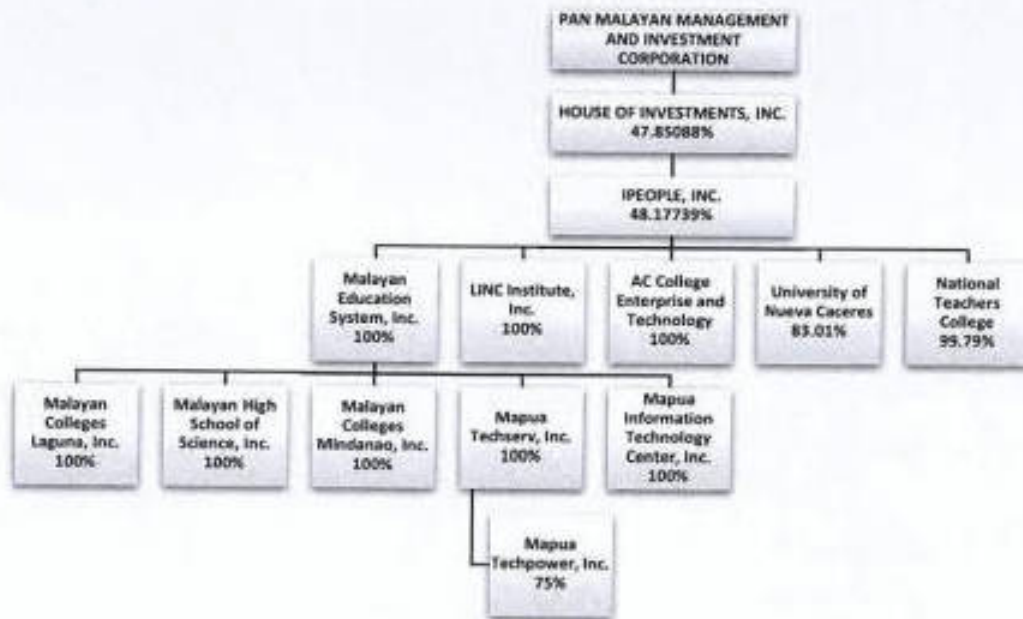 PAN MALAYAN MANAGEMENT
AND INVESTMENT
CORPORATION
HOUSE OF INVESTMENTS, INC.
47.85088%
IPEOPLE, INC.
48.17739%
Malayan
Education
System, Inc.
100%
LINC Institute,
Inc.
100%
AC College
Enterprise and
Technology
100%
University of
Nueva Caceres
83.01%
National
Teachers
College
99.79%
Malayan
Colleges
Laguna, Inc.
100%
Malayan High
School of
Science, Inc.
100%
Malayan
Colleges
Mindanao, Inc.
100%
Mapua
Techserv, Inc.
100%
Mapua
Information
Technology
Center, Inc.
100%
Mapua
Techpower, Inc.
75%